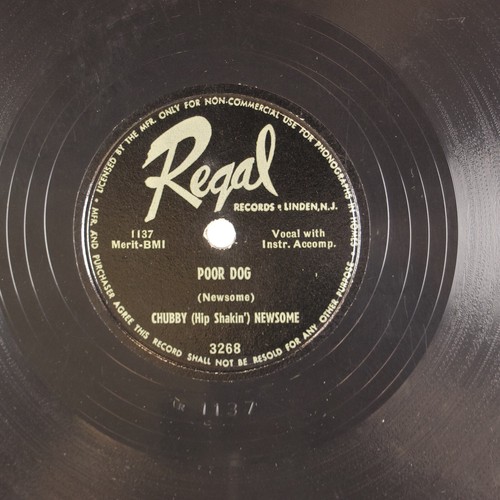 • LICENSED BY THE MFR. ONLY FOR NON-COMMERCIAL USE FOR PHONOGRAPHS IN HOMES •
Regal
RECORDS • LINDEN, N.J.
1137
Merit-BMI
Vocal with
Instr. Accomp.
POOR DOG
(Newsome)
CHUBBY (Hip Shakin') NEWSOME
3268
MFR. AND PURCHASER AGREE THIS RECORD SHALL NOT BE RESOLD FOR ANY OTHER PURPOSE
1137